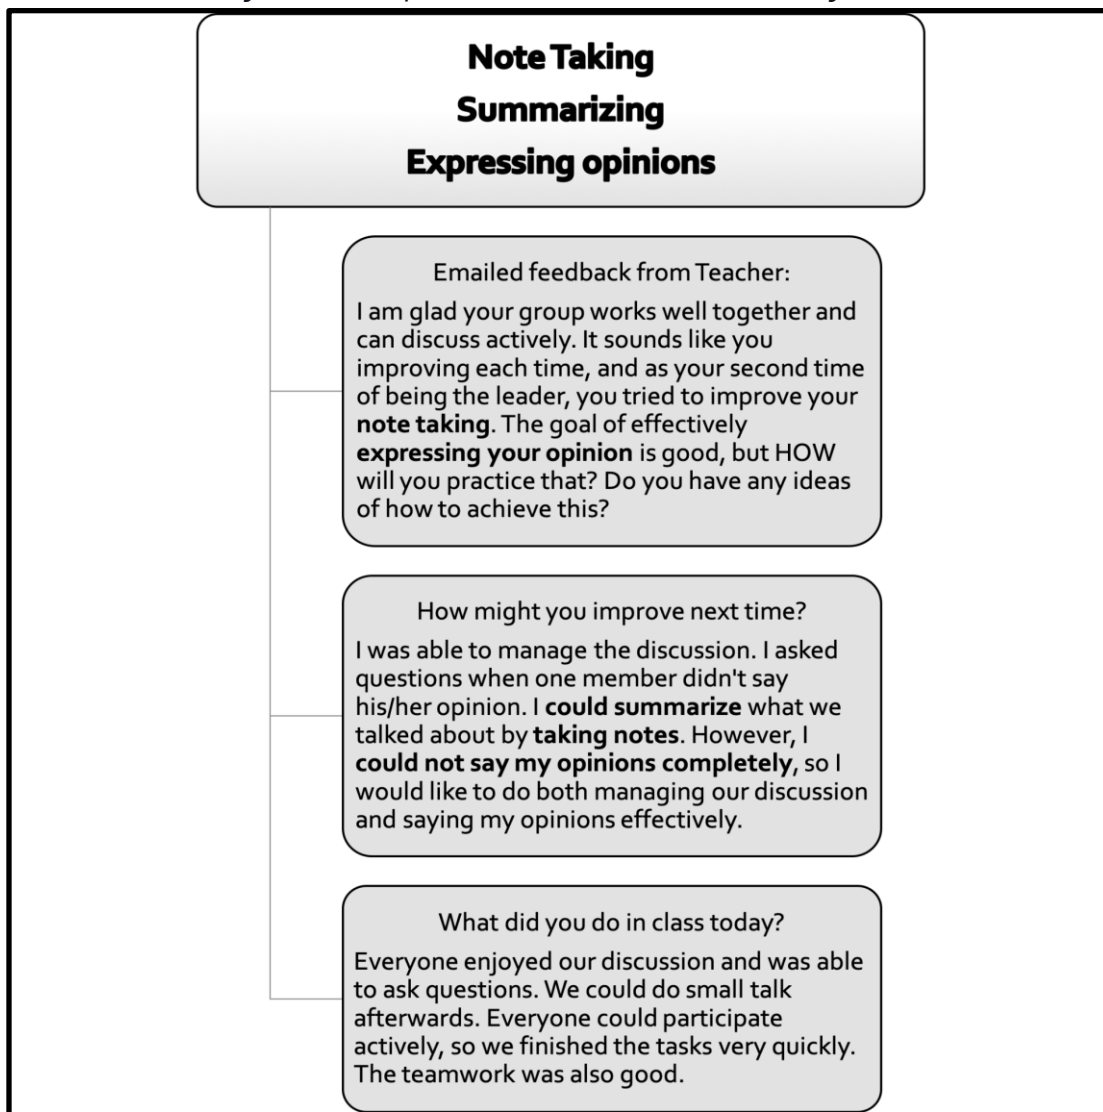 Note Taking
Summarizing
Expressing opinions
Emailed feedback from Teacher:
I am glad your group works well together and
can discuss actively. It sounds like you
improving each time, and as your second time
of being the leader, you tried to improve your
note taking. The goal of effectively
expressing your opinion is good, but HOW
will you practice that? Do you have any ideas
of how to achieve this?
How might you improve next time?
I was able to manage the discussion. I asked
questions when one member didn't say
his/her opinion. I could summarize what we
talked about by taking notes. However, I
could not say my opinions completely, so I
would like to do both managing our discussion
and saying my opinions effectively.
What did you do in class today?
Everyone enjoyed our discussion and was able
to ask questions. We could do small talk
afterwards. Everyone could participate
actively, so we finished the tasks very quickly.
The teamwork was also good.